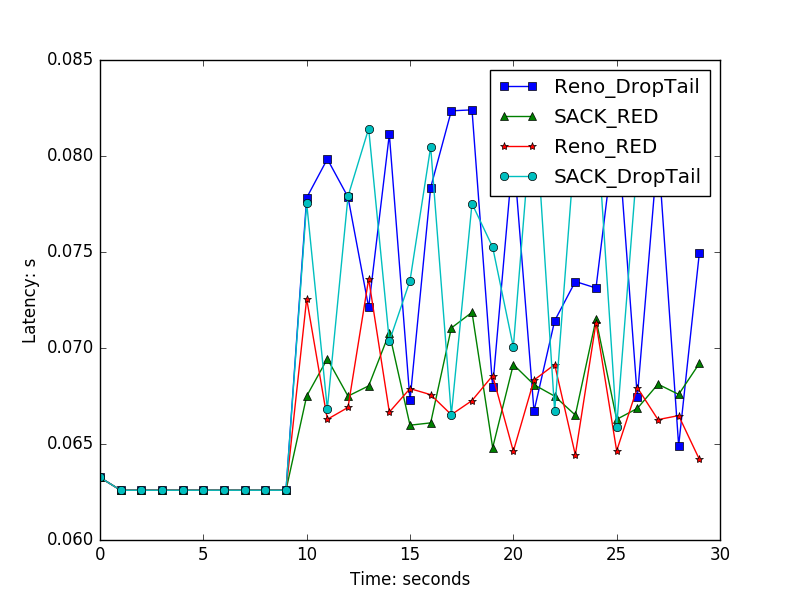 0.085
0.080
0.075
0.070
0.065
0.060
Latency: s
Reno_DropTail
SACK_RED
Reno_RED
SACK_DropTail
0 5 10 15 20 25 30
Time: seconds